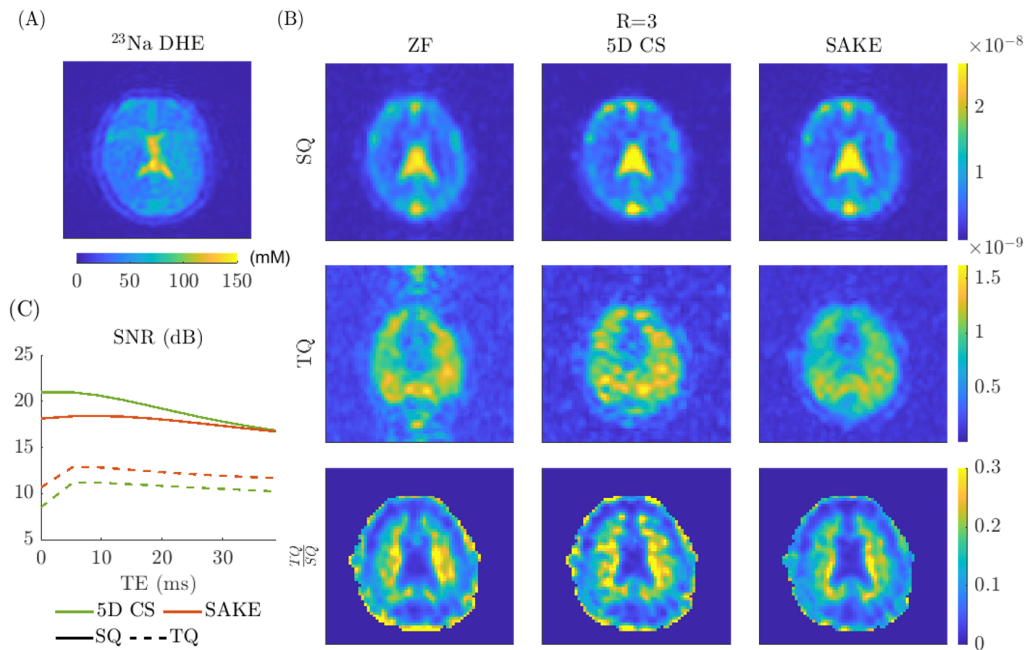 (A)
²³Na DHE
0 50 100 150 (mM)
(B)
R=3
ZF 5D CS SAKE
×10⁻⁸
SQ
2
1
0
×10⁻⁹
TQ
1.5
1
0.5
0
TQ/SQ
0.3
0.2
0.1
0
(C)
SNR (dB)
25
20
15
10
5
0 10 20 30
TE (ms)
5D CS SAKE
SQ TQ